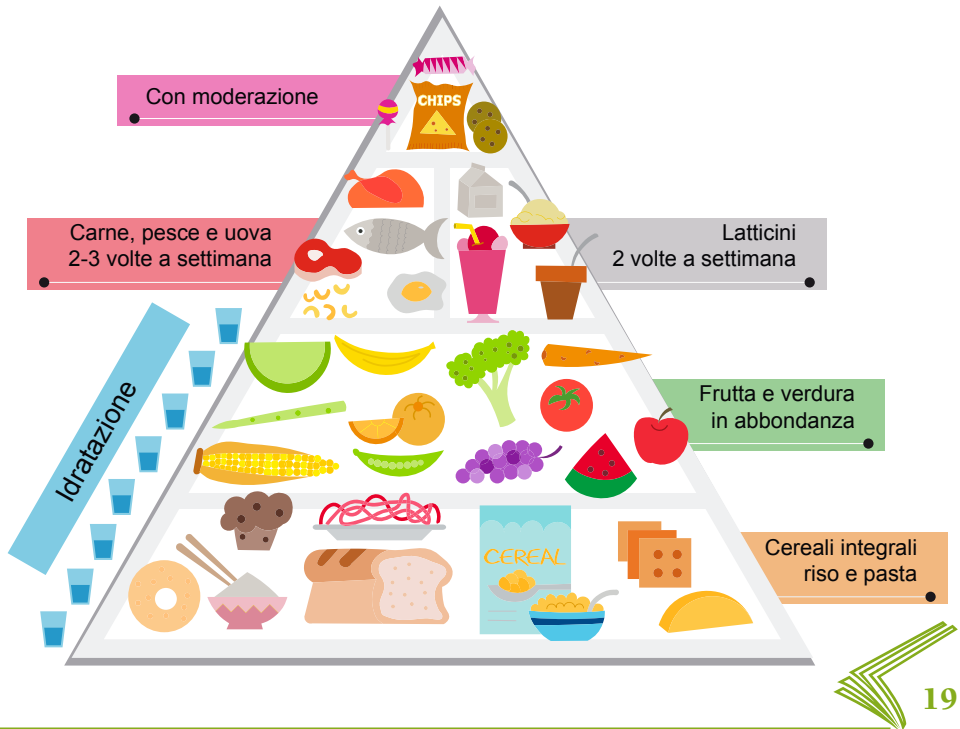 CHIPS
Con moderazione
Carne, pesce e uova
2-3 volte a settimana
Latticini
2 volte a settimana
Idratazione
Frutta e verdura
in abbondanza
CEREAL
Cereali integrali
riso e pasta
19